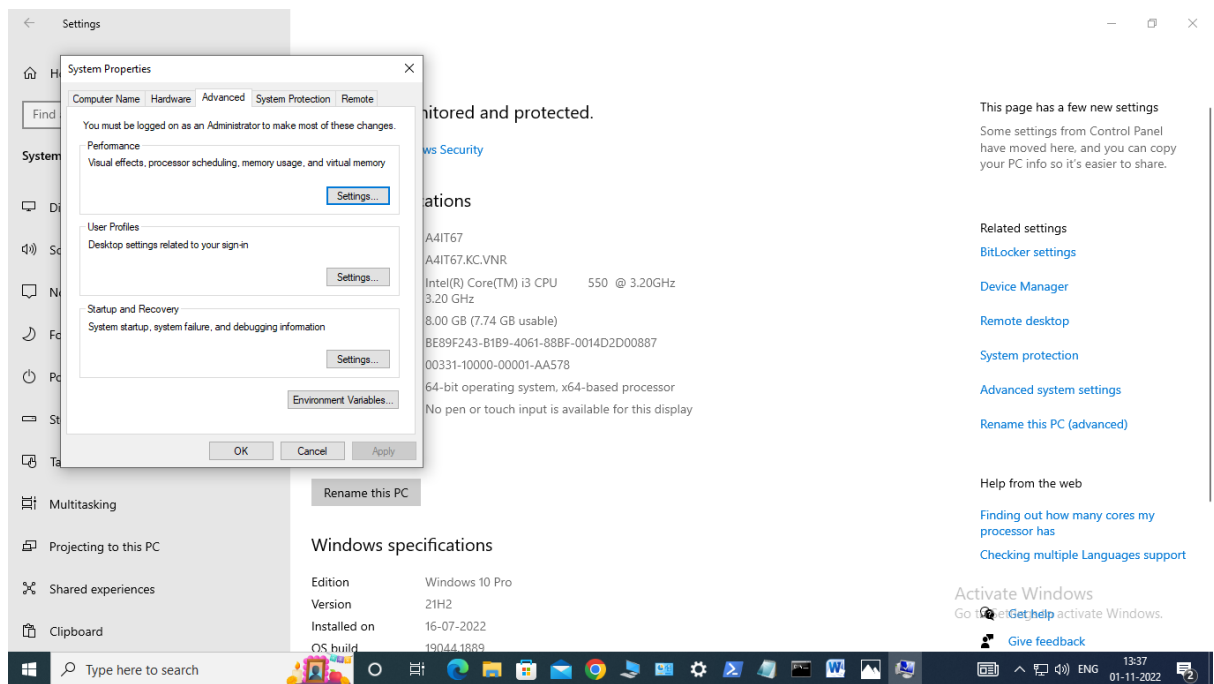 Settings
System Properties
Computer Name Hardware Advanced System Protection Remote
You must be logged on as an Administrator to make most of these changes.
Performance
Visual effects, processor scheduling, memory usage, and virtual memory
Settings...
User Profiles
Desktop settings related to your sign-in
Settings...
Startup and Recovery
System startup, system failure, and debugging information
Settings...
Environment Variables...
OK Cancel Apply
Find
System
Multitasking
Projecting to this PC
Shared experiences
Clipboard
and protected.
Security
A4IT67
A4IT67.KC.VNR
Intel(R) Core(TM) i3 CPU 550 @ 3.20GHz
3.20 GHz
8.00 GB (7.74 GB usable)
BE89F243-B1B9-4061-88BF-0014D2D00887
00331-10000-00001-AA578
64-bit operating system, x64-based processor
No pen or touch input is available for this display
Rename this PC
Windows specifications
Edition Windows 10 Pro
Version 21H2
Installed on 16-07-2022
OS build 19044.1889
This page has a few new settings
Some settings from Control Panel
have moved here, and you can copy
your PC info so it's easier to share.
Related settings
BitLocker settings
Device Manager
Remote desktop
System protection
Advanced system settings
Rename this PC (advanced)
Help from the web
Finding out how many cores my
processor has
Checking multiple Languages support
Activate Windows
Go to Settings to activate Windows.
Get help
Give feedback
Type here to search
ENG
13:37
01-11-2022
2